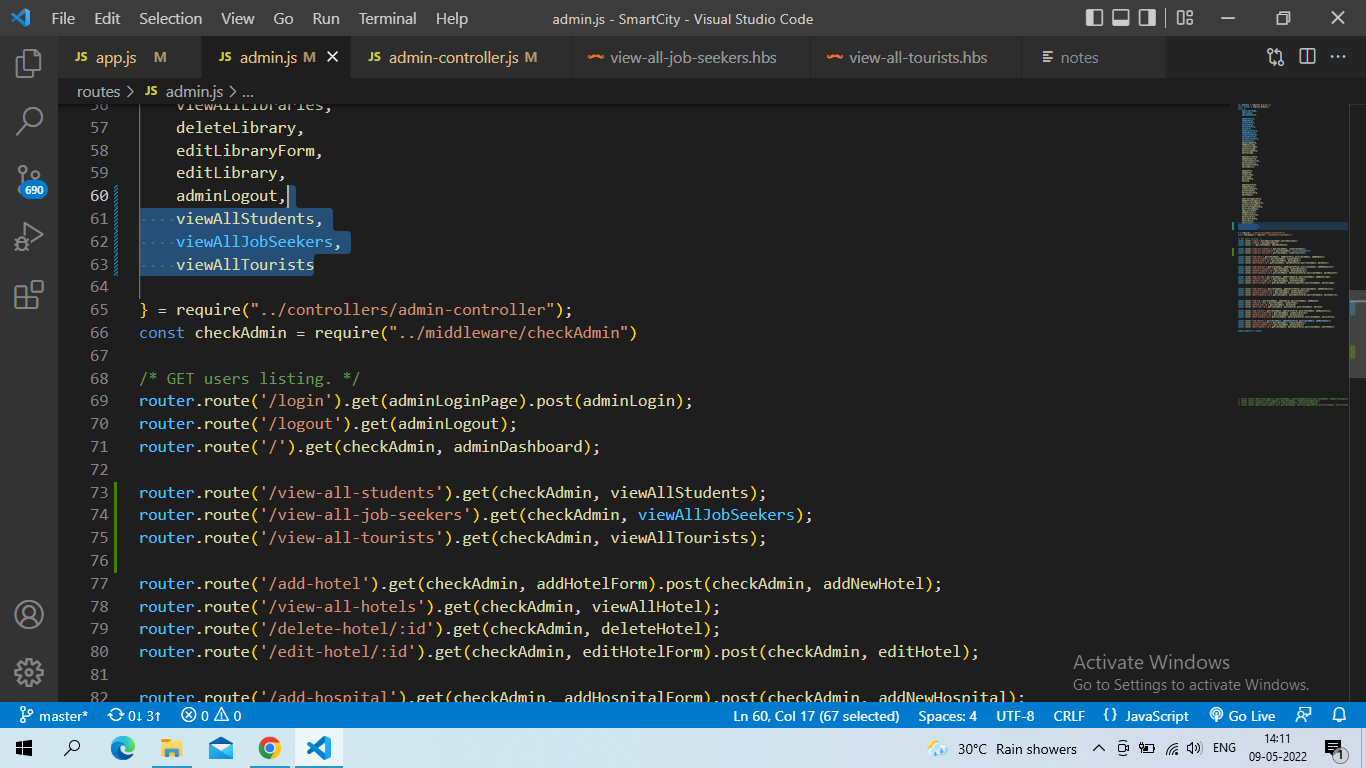 File Edit Selection View Go Run Terminal Help admin.js - SmartCity - Visual Studio Code
JS app.js M JS admin.js M JS admin-controller.js M view-all-job-seekers.hbs view-all-tourists.hbs notes
routes > JS admin.js > ...
56 viewAllLibraries,
57 deleteLibrary,
58 editLibraryForm,
59 editLibrary,
60 adminLogout,
61 viewAllStudents,
62 viewAllJobSeekers,
63 viewAllTourists
64
65 } = require("../controllers/admin-controller");
66 const checkAdmin = require("../middleware/checkAdmin")
67
68 /* GET users listing. */
69 router.route('/login').get(adminLoginPage).post(adminLogin);
70 router.route('/logout').get(adminLogout);
71 router.route('/').get(checkAdmin, adminDashboard);
72
73 router.route('/view-all-students').get(checkAdmin, viewAllStudents);
74 router.route('/view-all-job-seekers').get(checkAdmin, viewAllJobSeekers);
75 router.route('/view-all-tourists').get(checkAdmin, viewAllTourists);
76
77 router.route('/add-hotel').get(checkAdmin, addHotelForm).post(checkAdmin, addNewHotel);
78 router.route('/view-all-hotels').get(checkAdmin, viewAllHotel);
79 router.route('/delete-hotel/:id').get(checkAdmin, deleteHotel);
80 router.route('/edit-hotel/:id').get(checkAdmin, editHotelForm).post(checkAdmin, editHotel);
81
82 router.route('/add-hospital').get(checkAdmin, addHospitalForm).post(checkAdmin, addNewHospital);
690
Activate Windows
Go to Settings to activate Windows.
master* 0↓ 3↑ 0 0 Ln 60, Col 17 (67 selected) Spaces: 4 UTF-8 CRLF {} JavaScript Go Live
30°C Rain showers ENG 14:11
09-05-2022 1